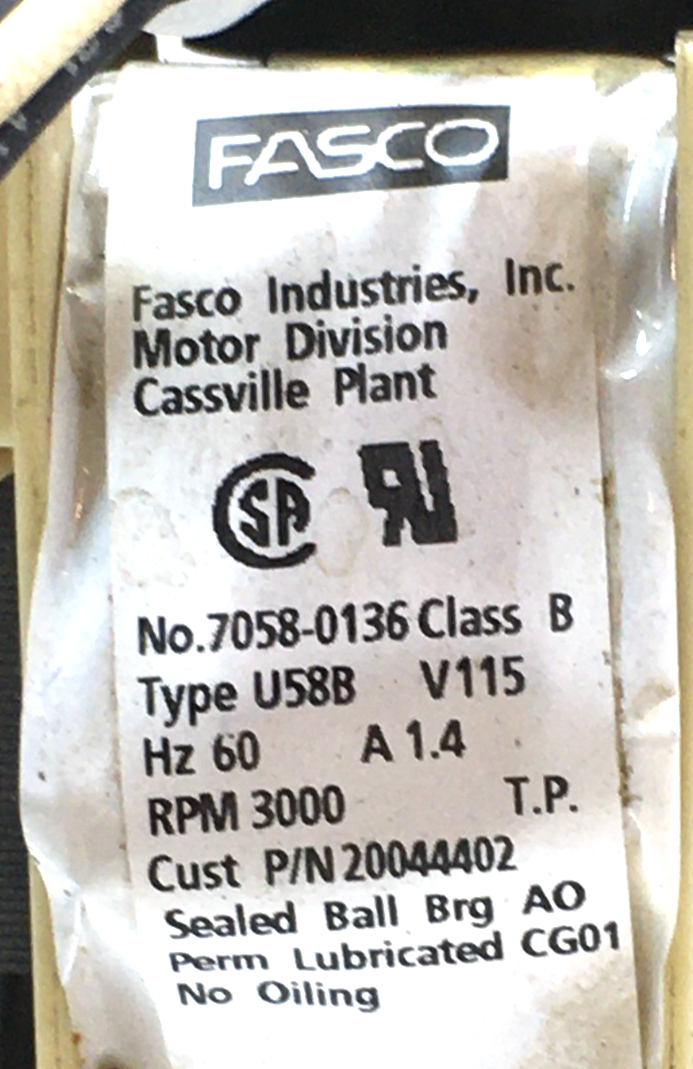 FASCO
Fasco Industries, Inc.
Motor Division
Cassville Plant
No.7058-0136 Class B
Type U58B V115
Hz 60 A 1.4
RPM 3000 T.P.
Cust P/N 20044402
Sealed Ball Brg AO
Perm Lubricated CG01
No Oiling